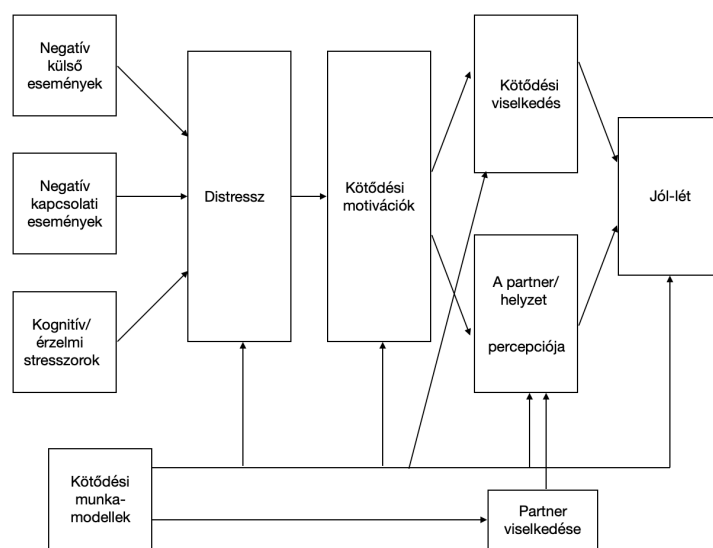 Negatív
külső
események
Negatív
kapcsolati
események
Kognitív/
érzelmi
stresszorok
Distressz
Kötődési
motivációk
Kötődési
viselkedés
A partner/
helyzet
percepciója
Jól-lét
Kötődési
munka-
modellek
Partner
viselkedése